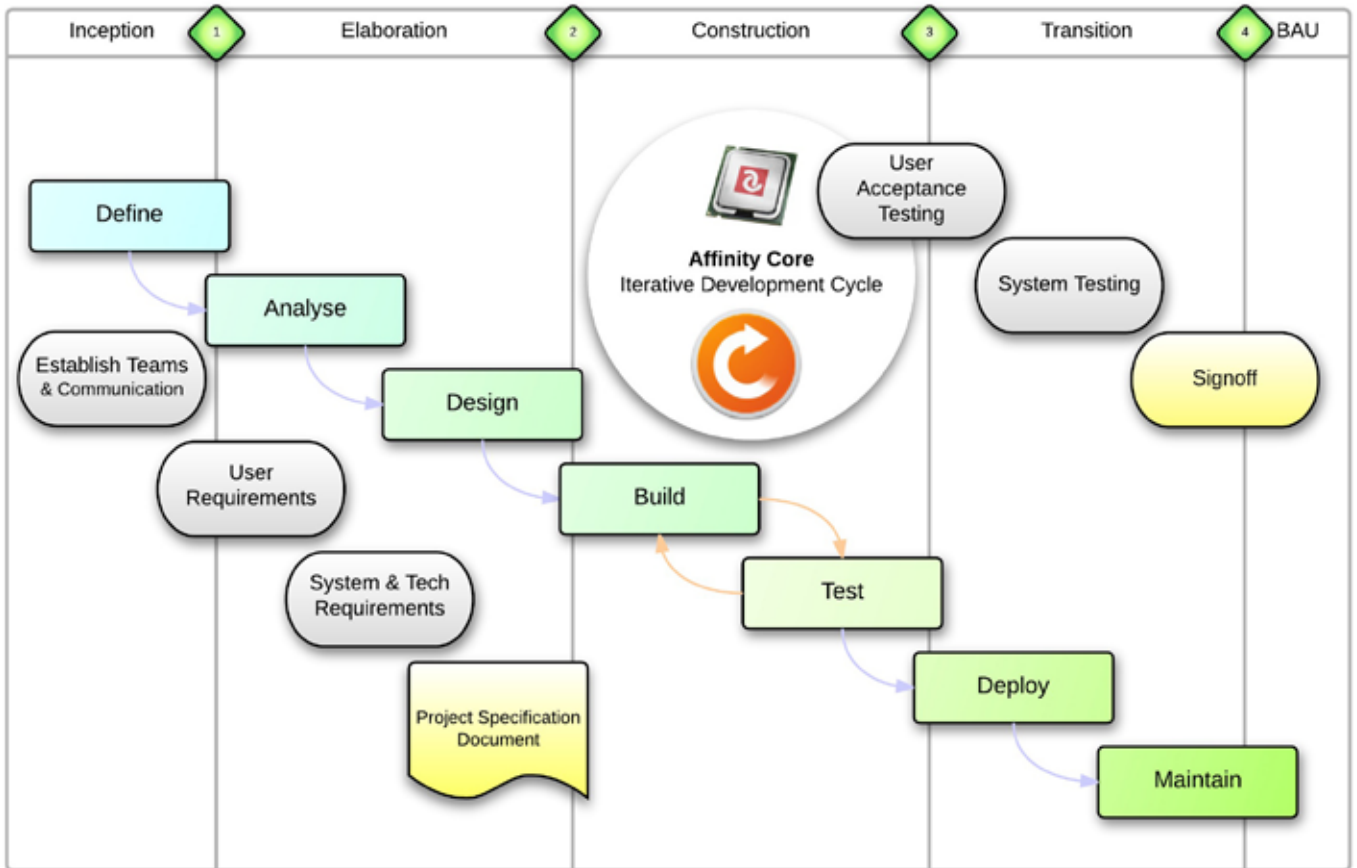 Inception
1
Elaboration
2
Construction
3
Transition
4
BAU
Define
Analyse
Design
Build
Test
Deploy
Maintain
Establish Teams
& Communication
User
Requirements
System & Tech
Requirements
Project Specification
Document
Affinity Core
Iterative Development Cycle
User
Acceptance
Testing
System Testing
Signoff